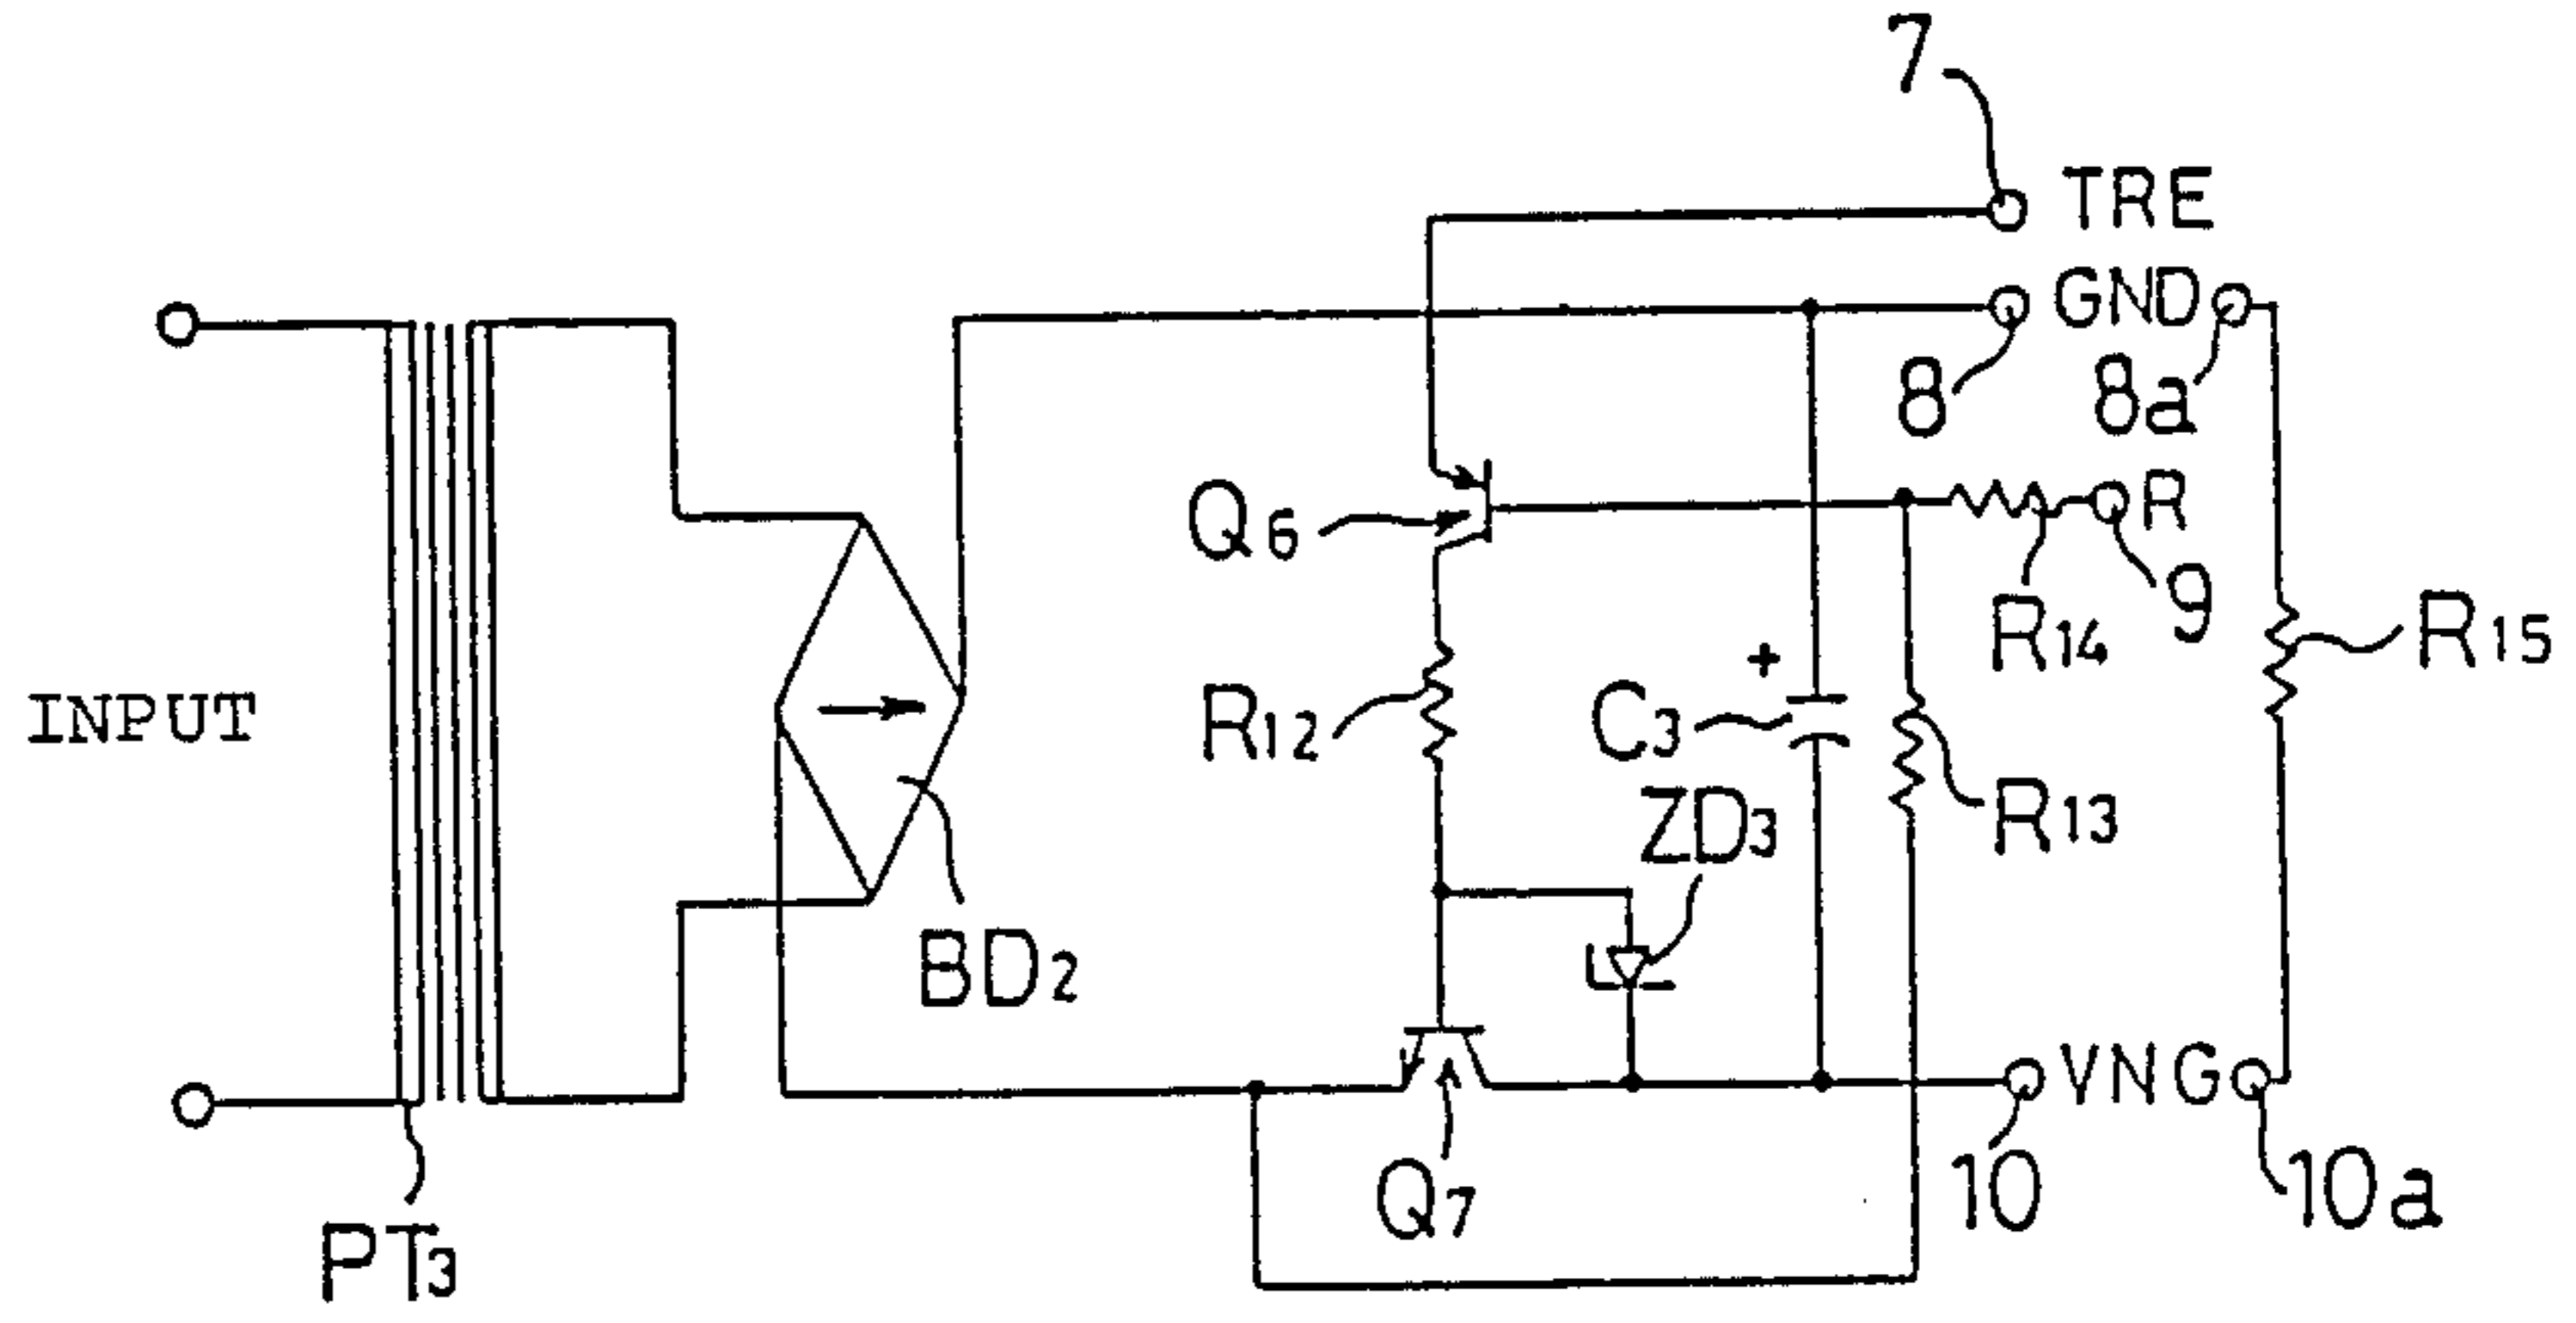 7
TRE
GND
8
8a
R
Q6
9
R14
R15
INPUT
R12
C3
+
ZD3
R13
BD2
VNG
10
10a
Q7
PT3